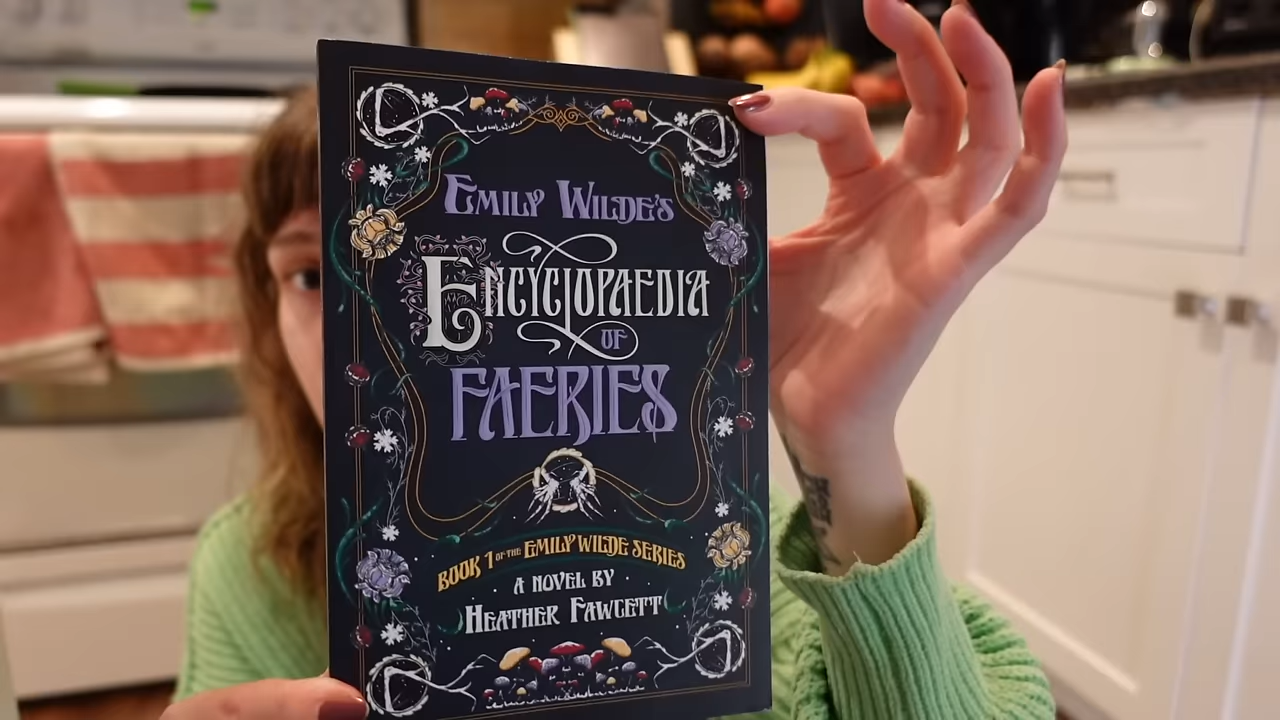 Emily Wilde's
Encyclopaedia
of
Faeries
Book 1 of the Emily Wilde Series
A Novel by
Heather Fawcett